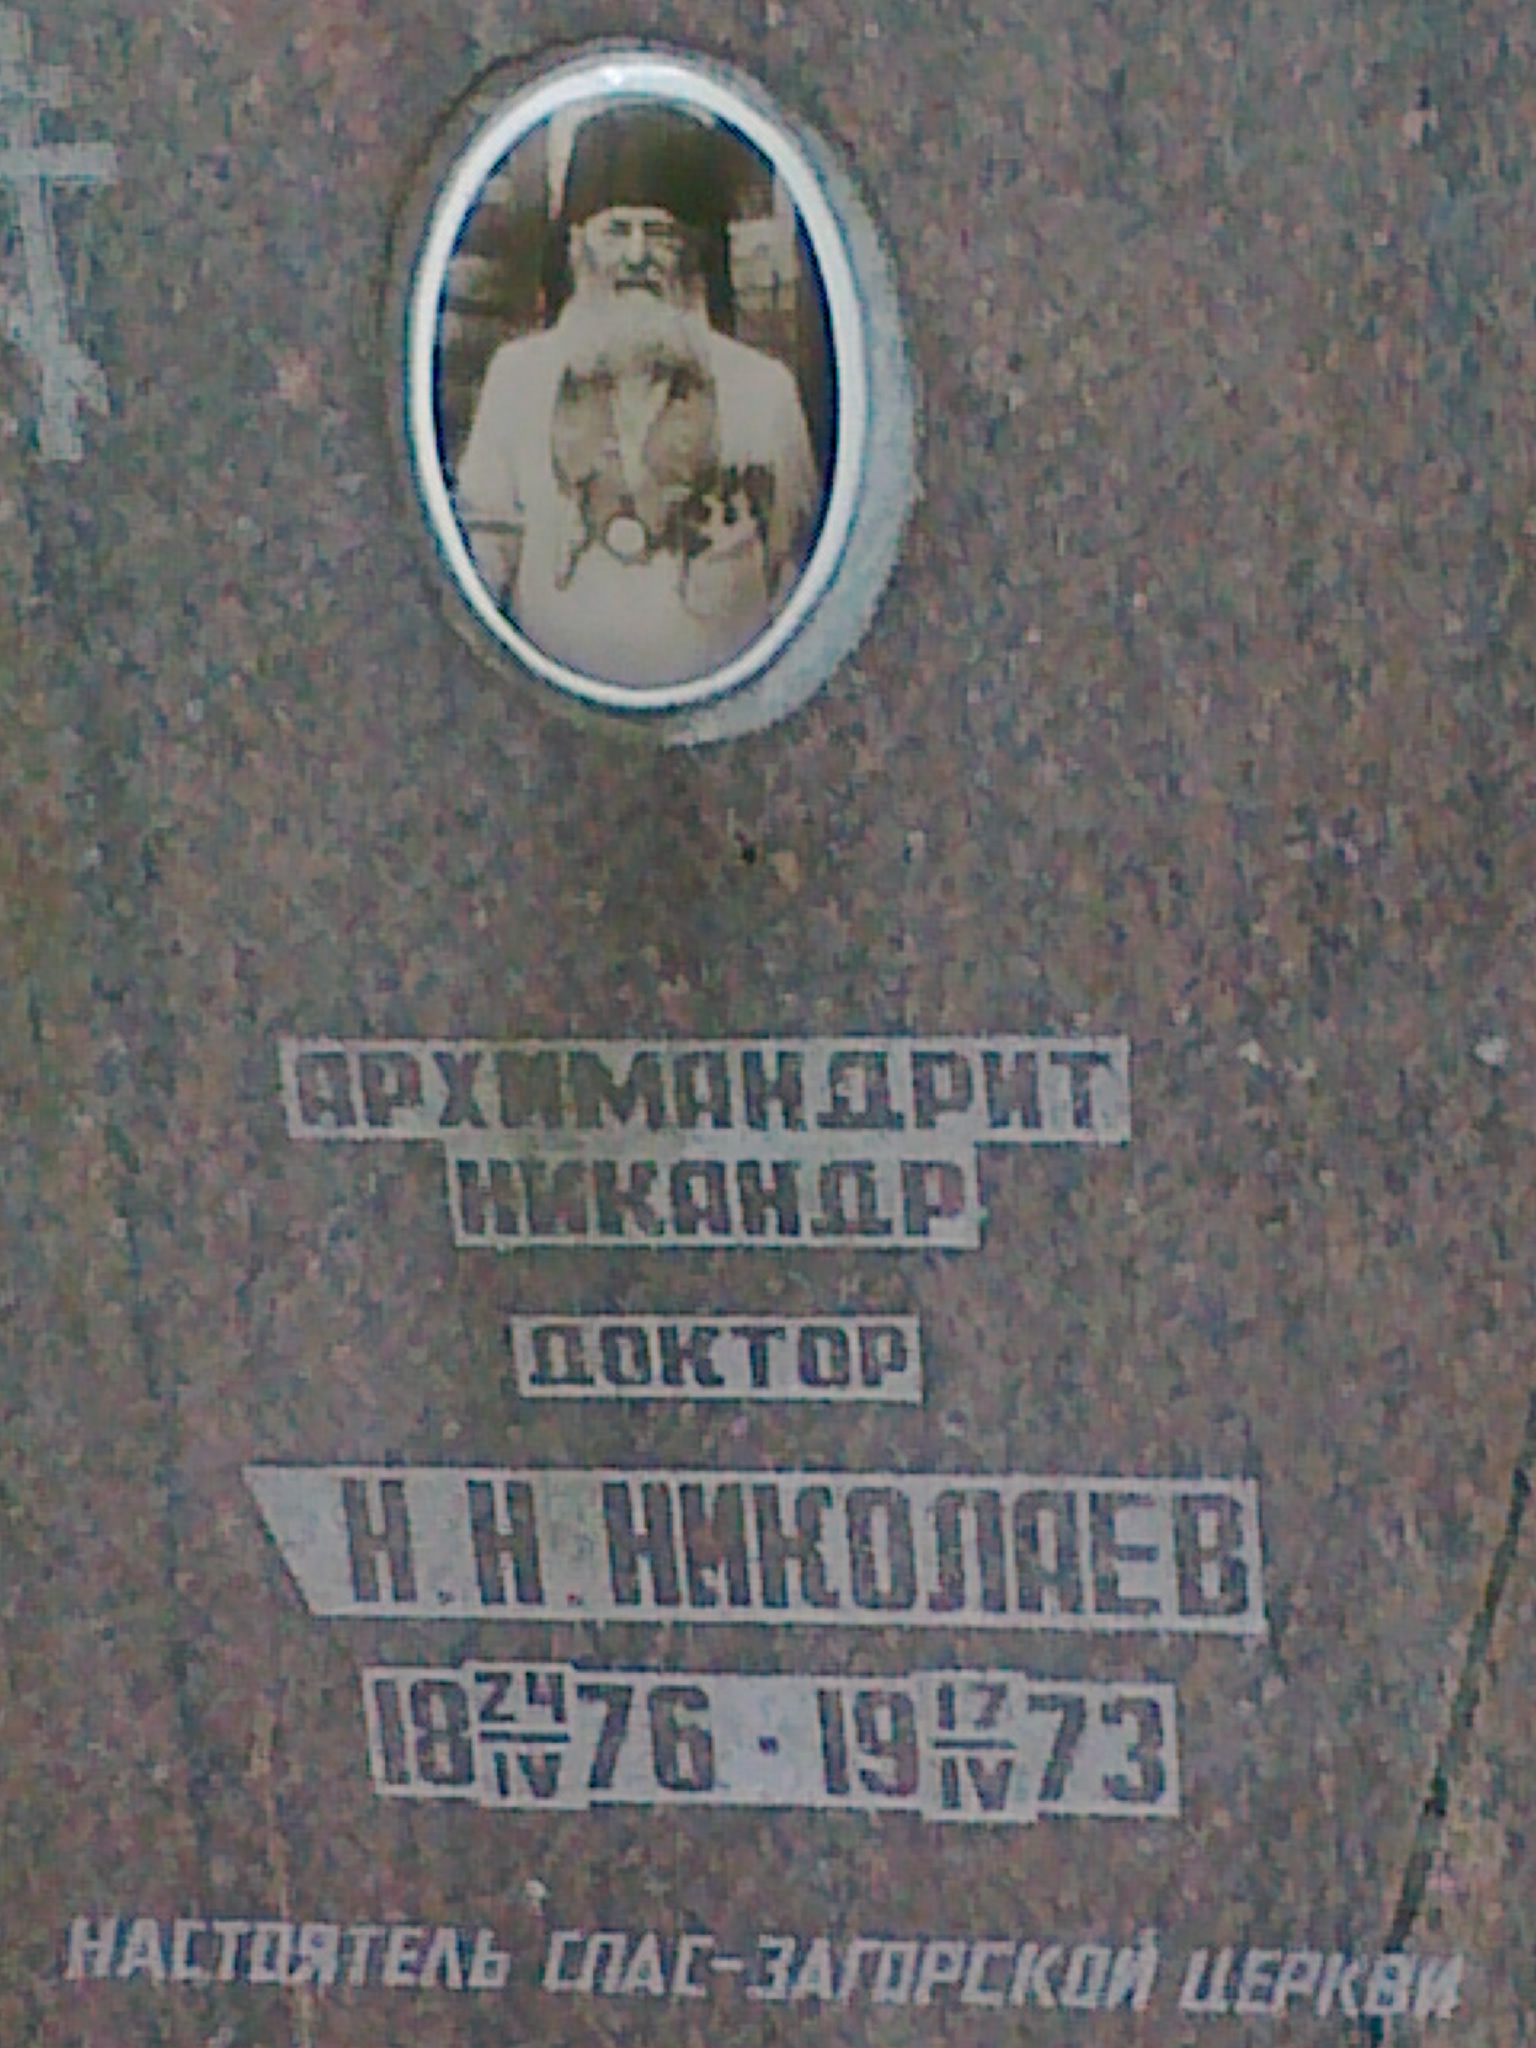 АРХИМАНДРИТ
НИКАНДР
ДОКТОР
Н. Н. НИКОЛАЕВ
18 24/IV 76 · 19 17/IV 73
НАСТОЯТЕЛЬ СПАС-ЗАГОРСКОЙ ЦЕРКВИ